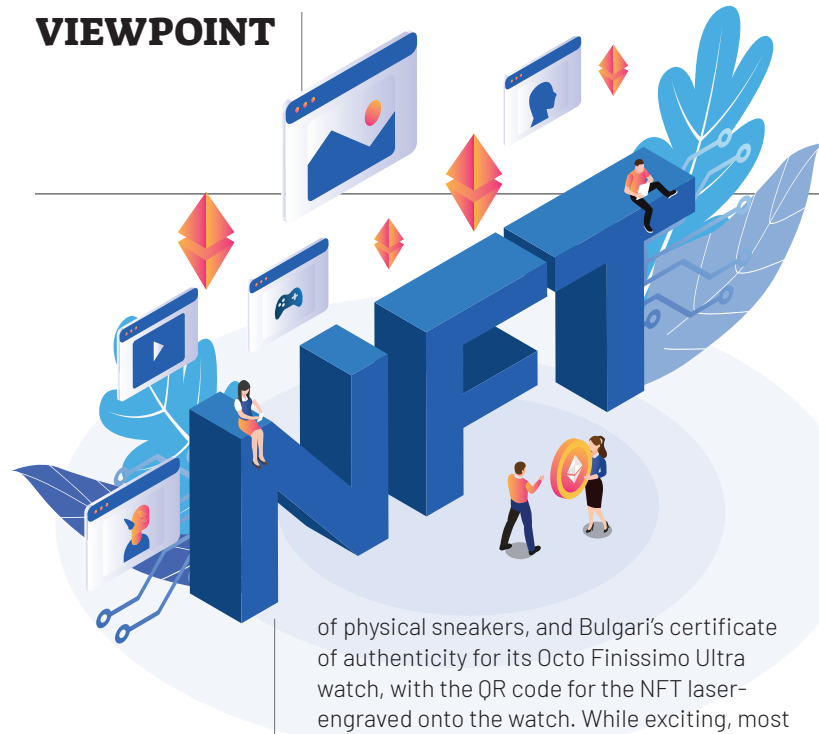 VIEWPOINT
NFT
of physical sneakers, and Bulgari’s certificate
of authenticity for its Octo Finissimo Ultra
watch, with the QR code for the NFT laser-
engraved onto the watch. While exciting, most